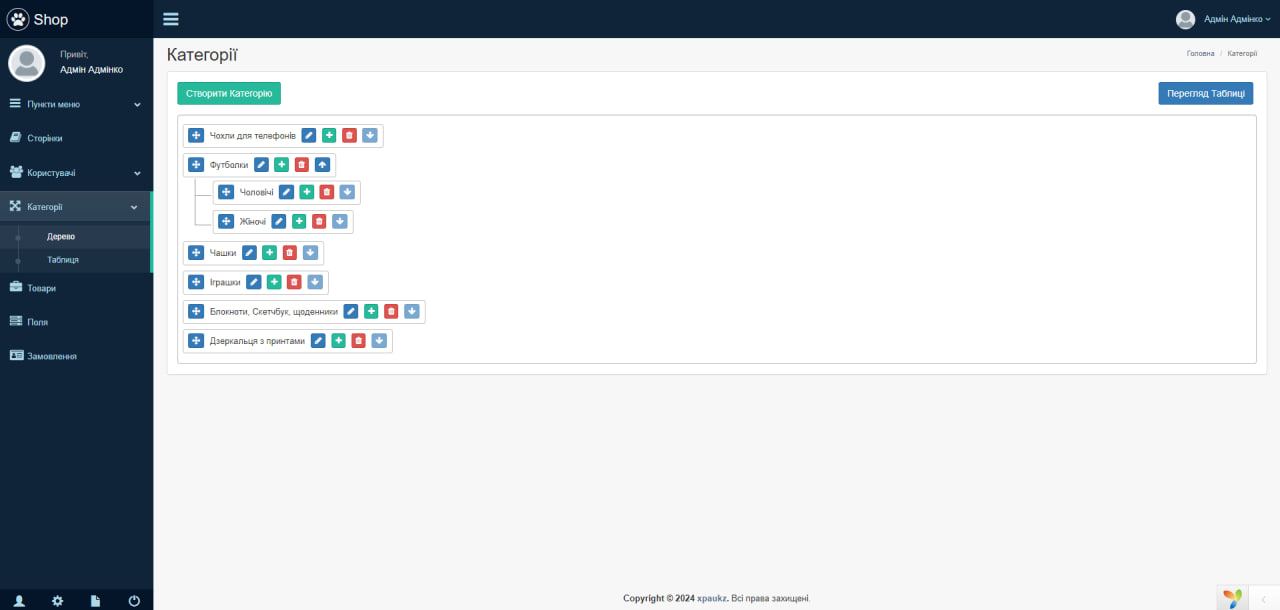 Shop
Адмін Адмінко
Привіт,
Адмін Адмінко
Пункти меню
Сторінки
Користувачі
Категорії
Дерево
Таблиця
Товари
Поля
Замовлення
Категорії
Головна / Категорії
Створити Категорію
Перегляд Таблиці
Чохли для телефонів
Футболки
Чоловічі
Жіночі
Чашки
Іграшки
Блокноти, Скетчбук, щоденники
Дзеркальця з принтами
Copyright © 2024 xpaukz. Всі права захищені.